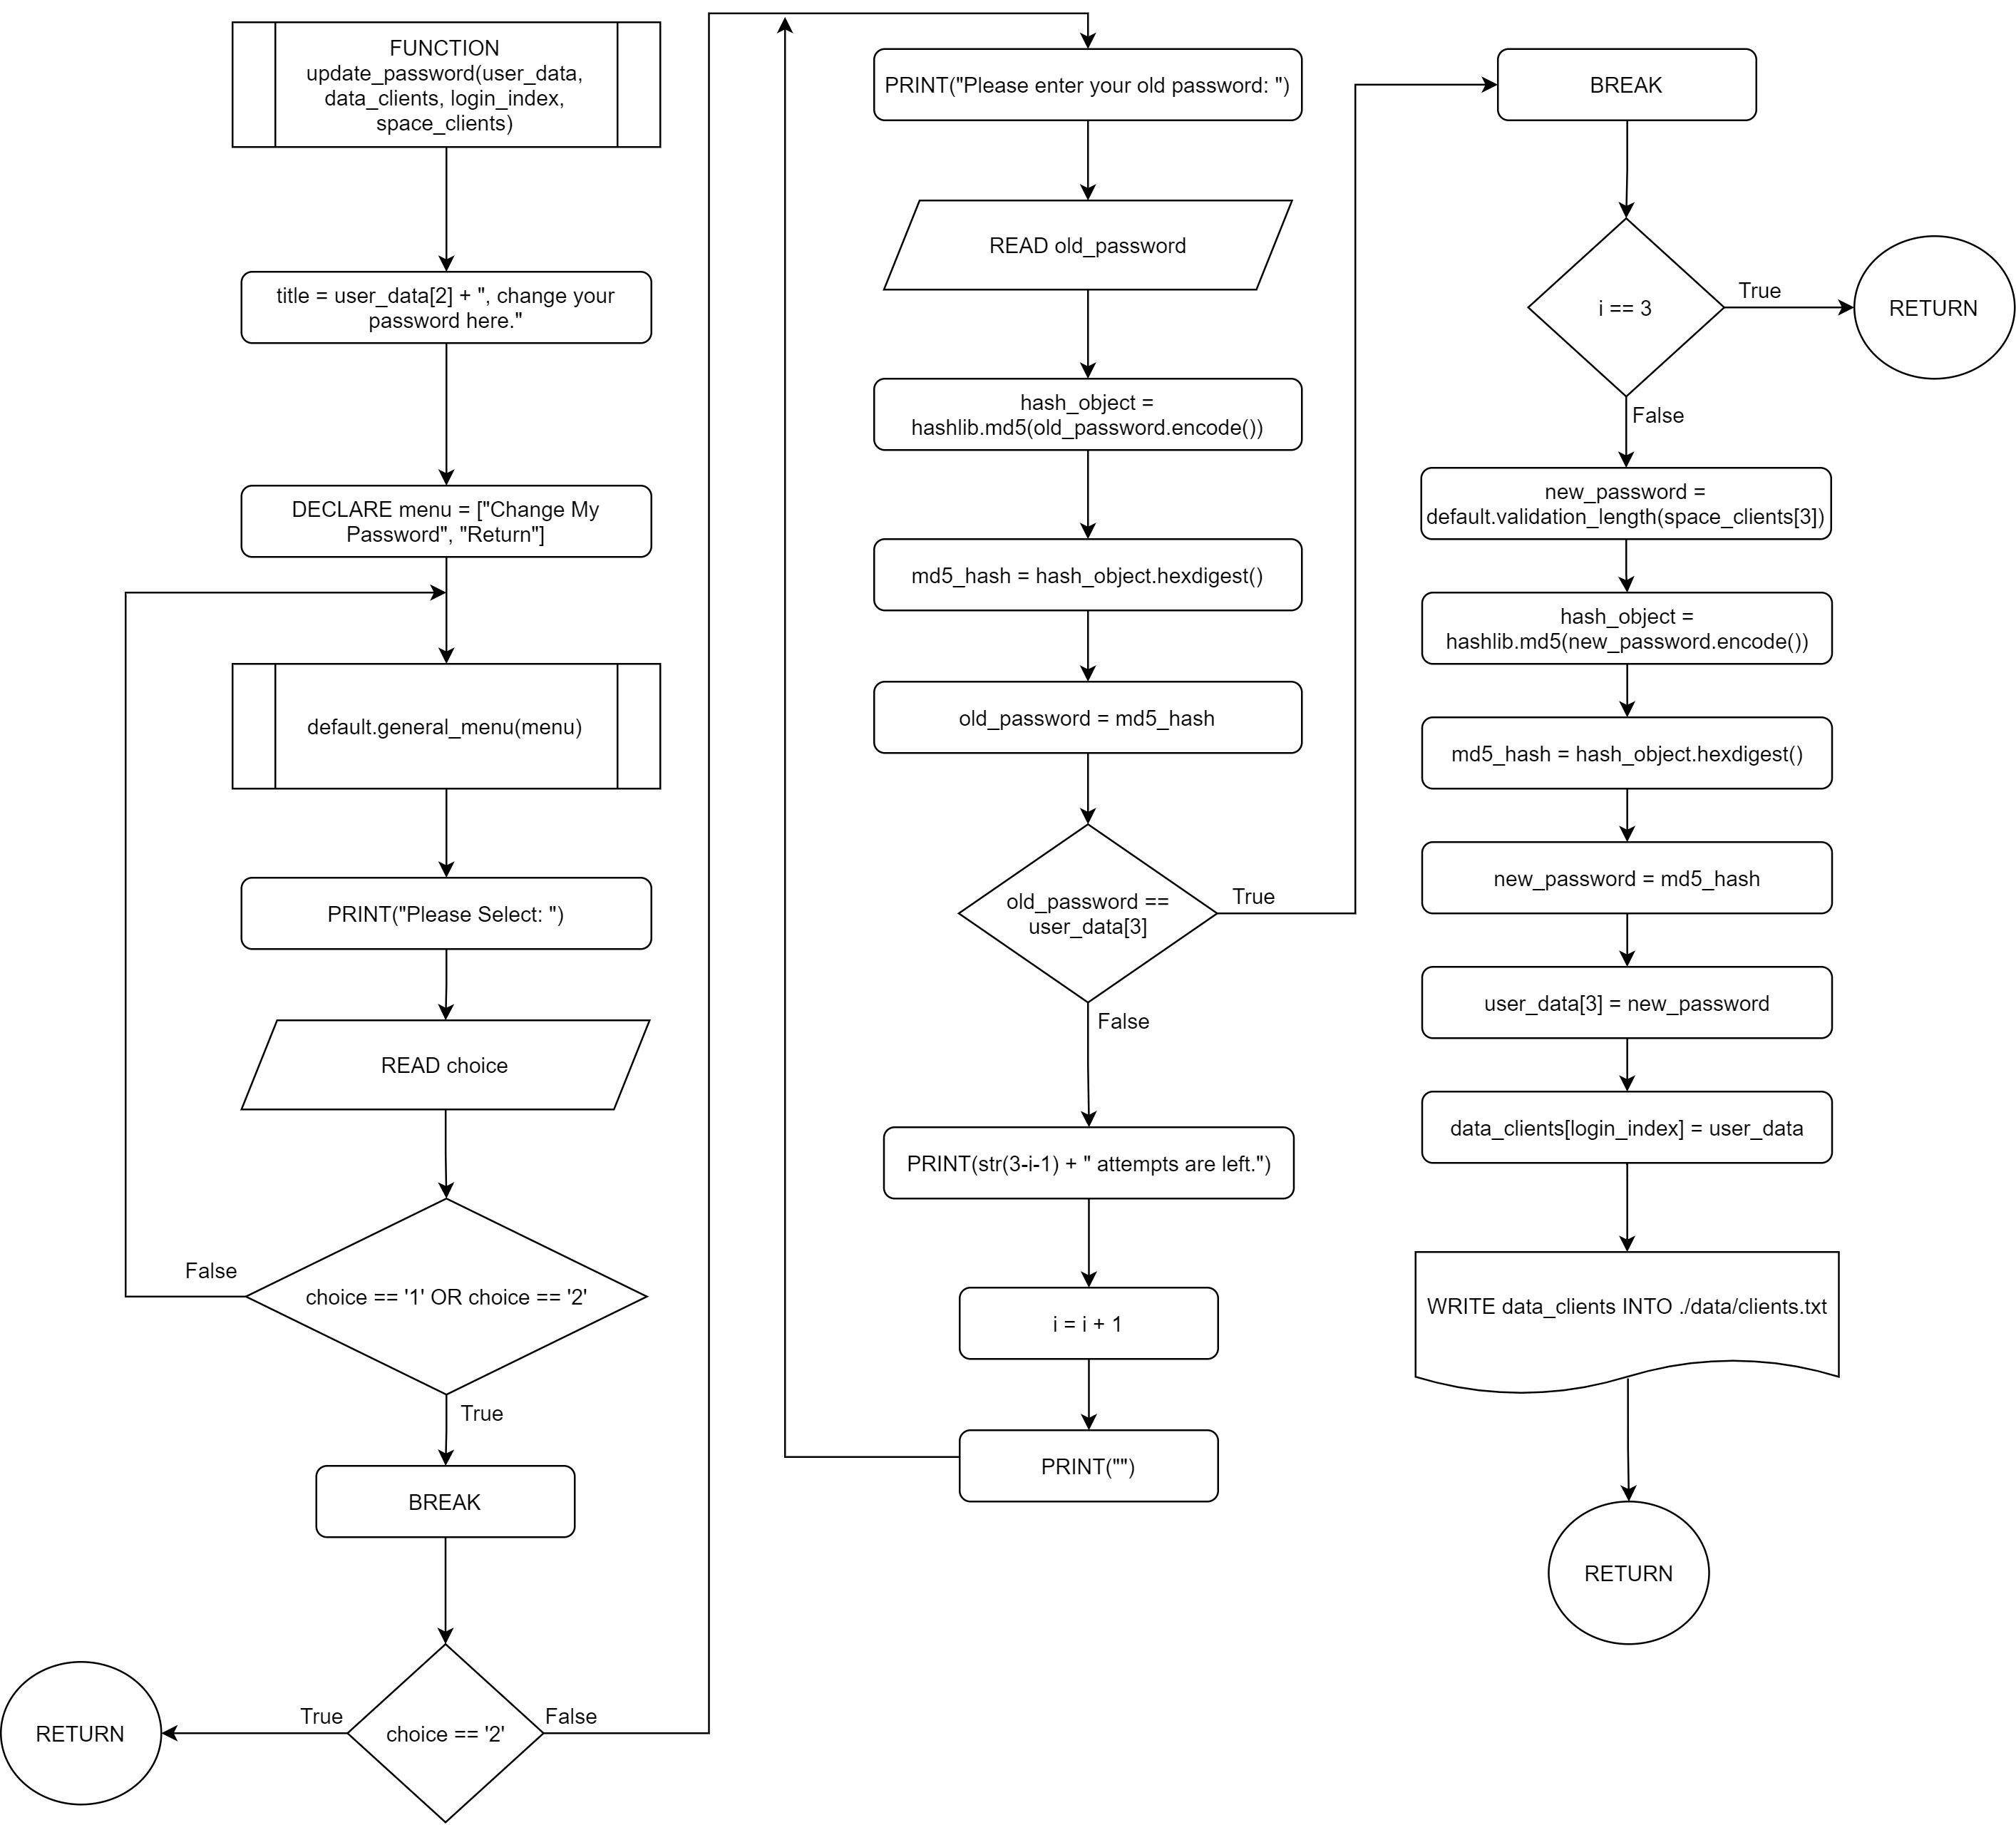 FUNCTION
update_password(user_data,
data_clients, login_index,
space_clients)
title = user_data[2] + ", change your
password here."
DECLARE menu = ["Change My
Password", "Return"]
default.general_menu(menu)
PRINT("Please Select: ")
READ choice
False
choice == '1' OR choice == '2'
True
BREAK
True
False
RETURN
choice == '2'
PRINT("Please enter your old password: ")
READ old_password
hash_object =
hashlib.md5(old_password.encode())
md5_hash = hash_object.hexdigest()
old_password = md5_hash
True
old_password ==
user_data[3]
False
PRINT(str(3-i-1) + " attempts are left.")
i = i + 1
PRINT("")
BREAK
True
i == 3
RETURN
False
new_password =
default.validation_length(space_clients[3])
hash_object =
hashlib.md5(new_password.encode())
md5_hash = hash_object.hexdigest()
new_password = md5_hash
user_data[3] = new_password
data_clients[login_index] = user_data
WRITE data_clients INTO ./data/clients.txt
RETURN